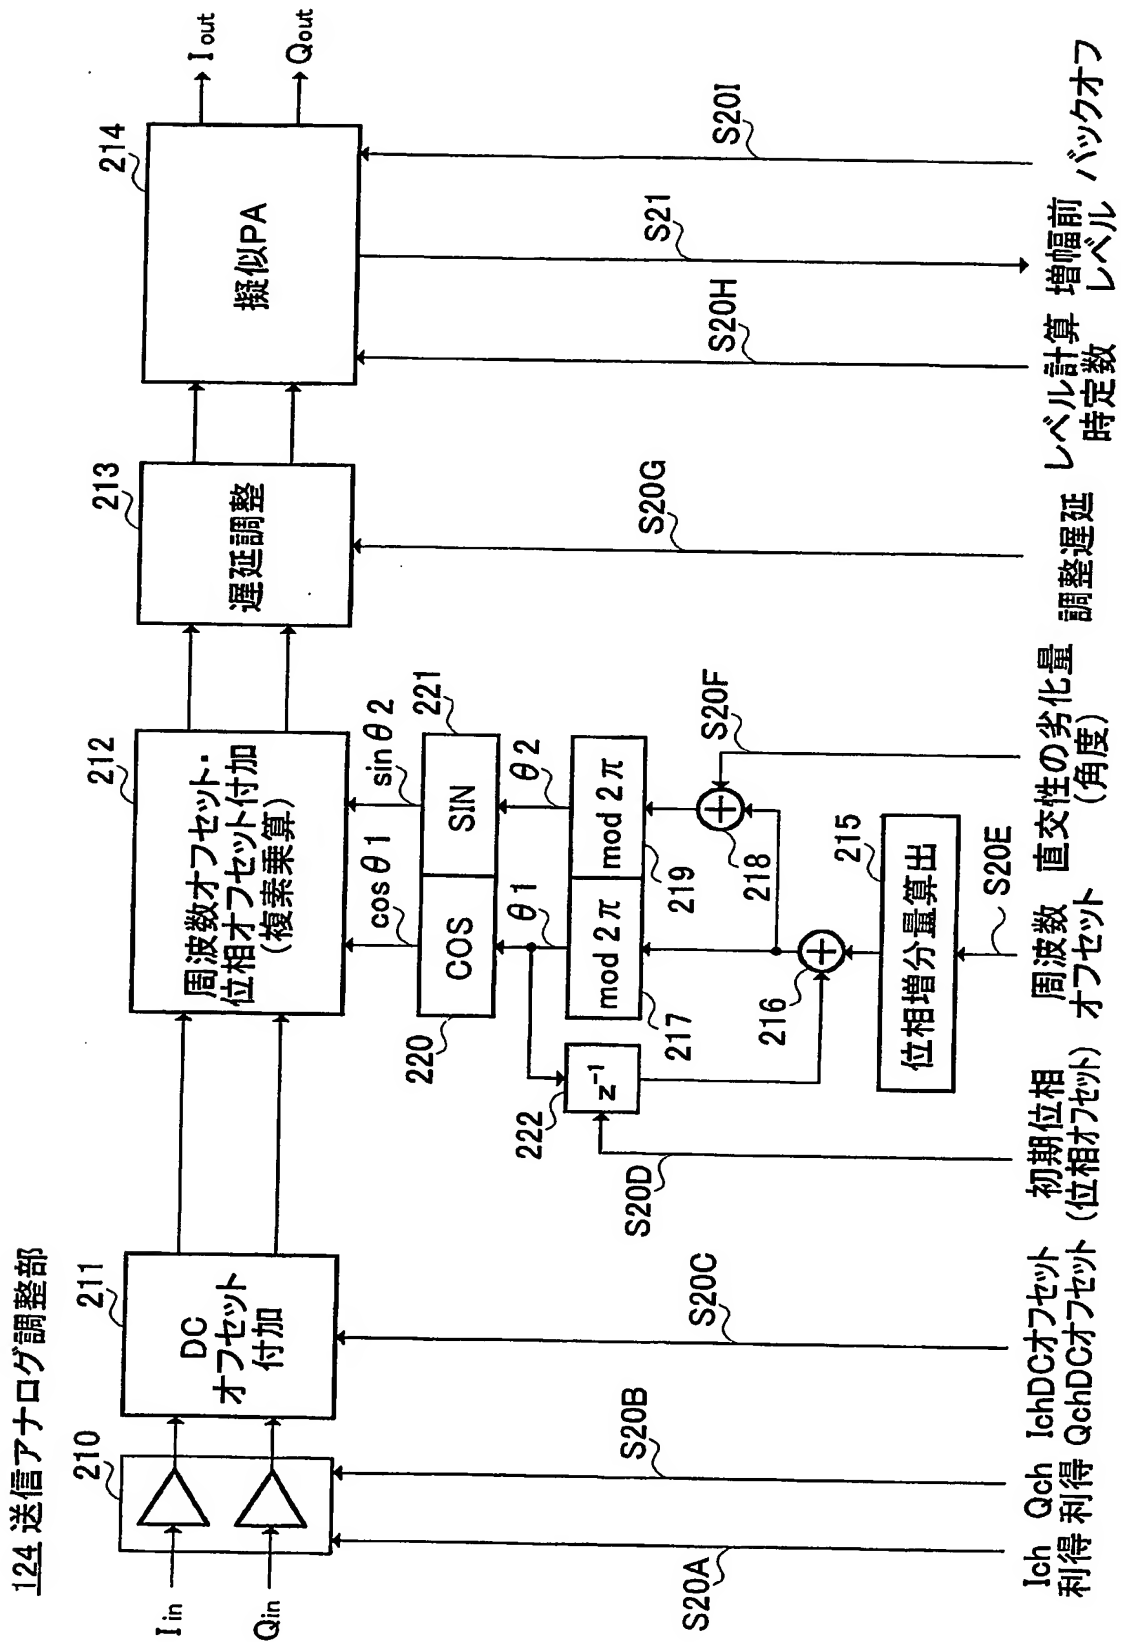 124 送信アナログ調整部
Iin
Qin
210
211
DC
オフセット
付加
212
周波数オフセット・
位相オフセット付加
(複素乗算)
213
遅延調整
214
擬似PA
Iout
Qout
cosθ1
sinθ2
220
COS
SIN
221
θ1
θ2
222
z⁻¹
217
mod 2π
mod 2π
219
218
216
215
位相増分量算出
S20A
S20B
S20C
S20D
S20E
S20F
S20G
S20H
S21
S20I
Ich
利得
Qch
利得
IchDCオフセット
QchDCオフセット
初期位相
(位相オフセット)
周波数
オフセット
直交性の劣化量
(角度)
調整遅延
レベル計算
時定数
増幅前
レベル
バックオフ